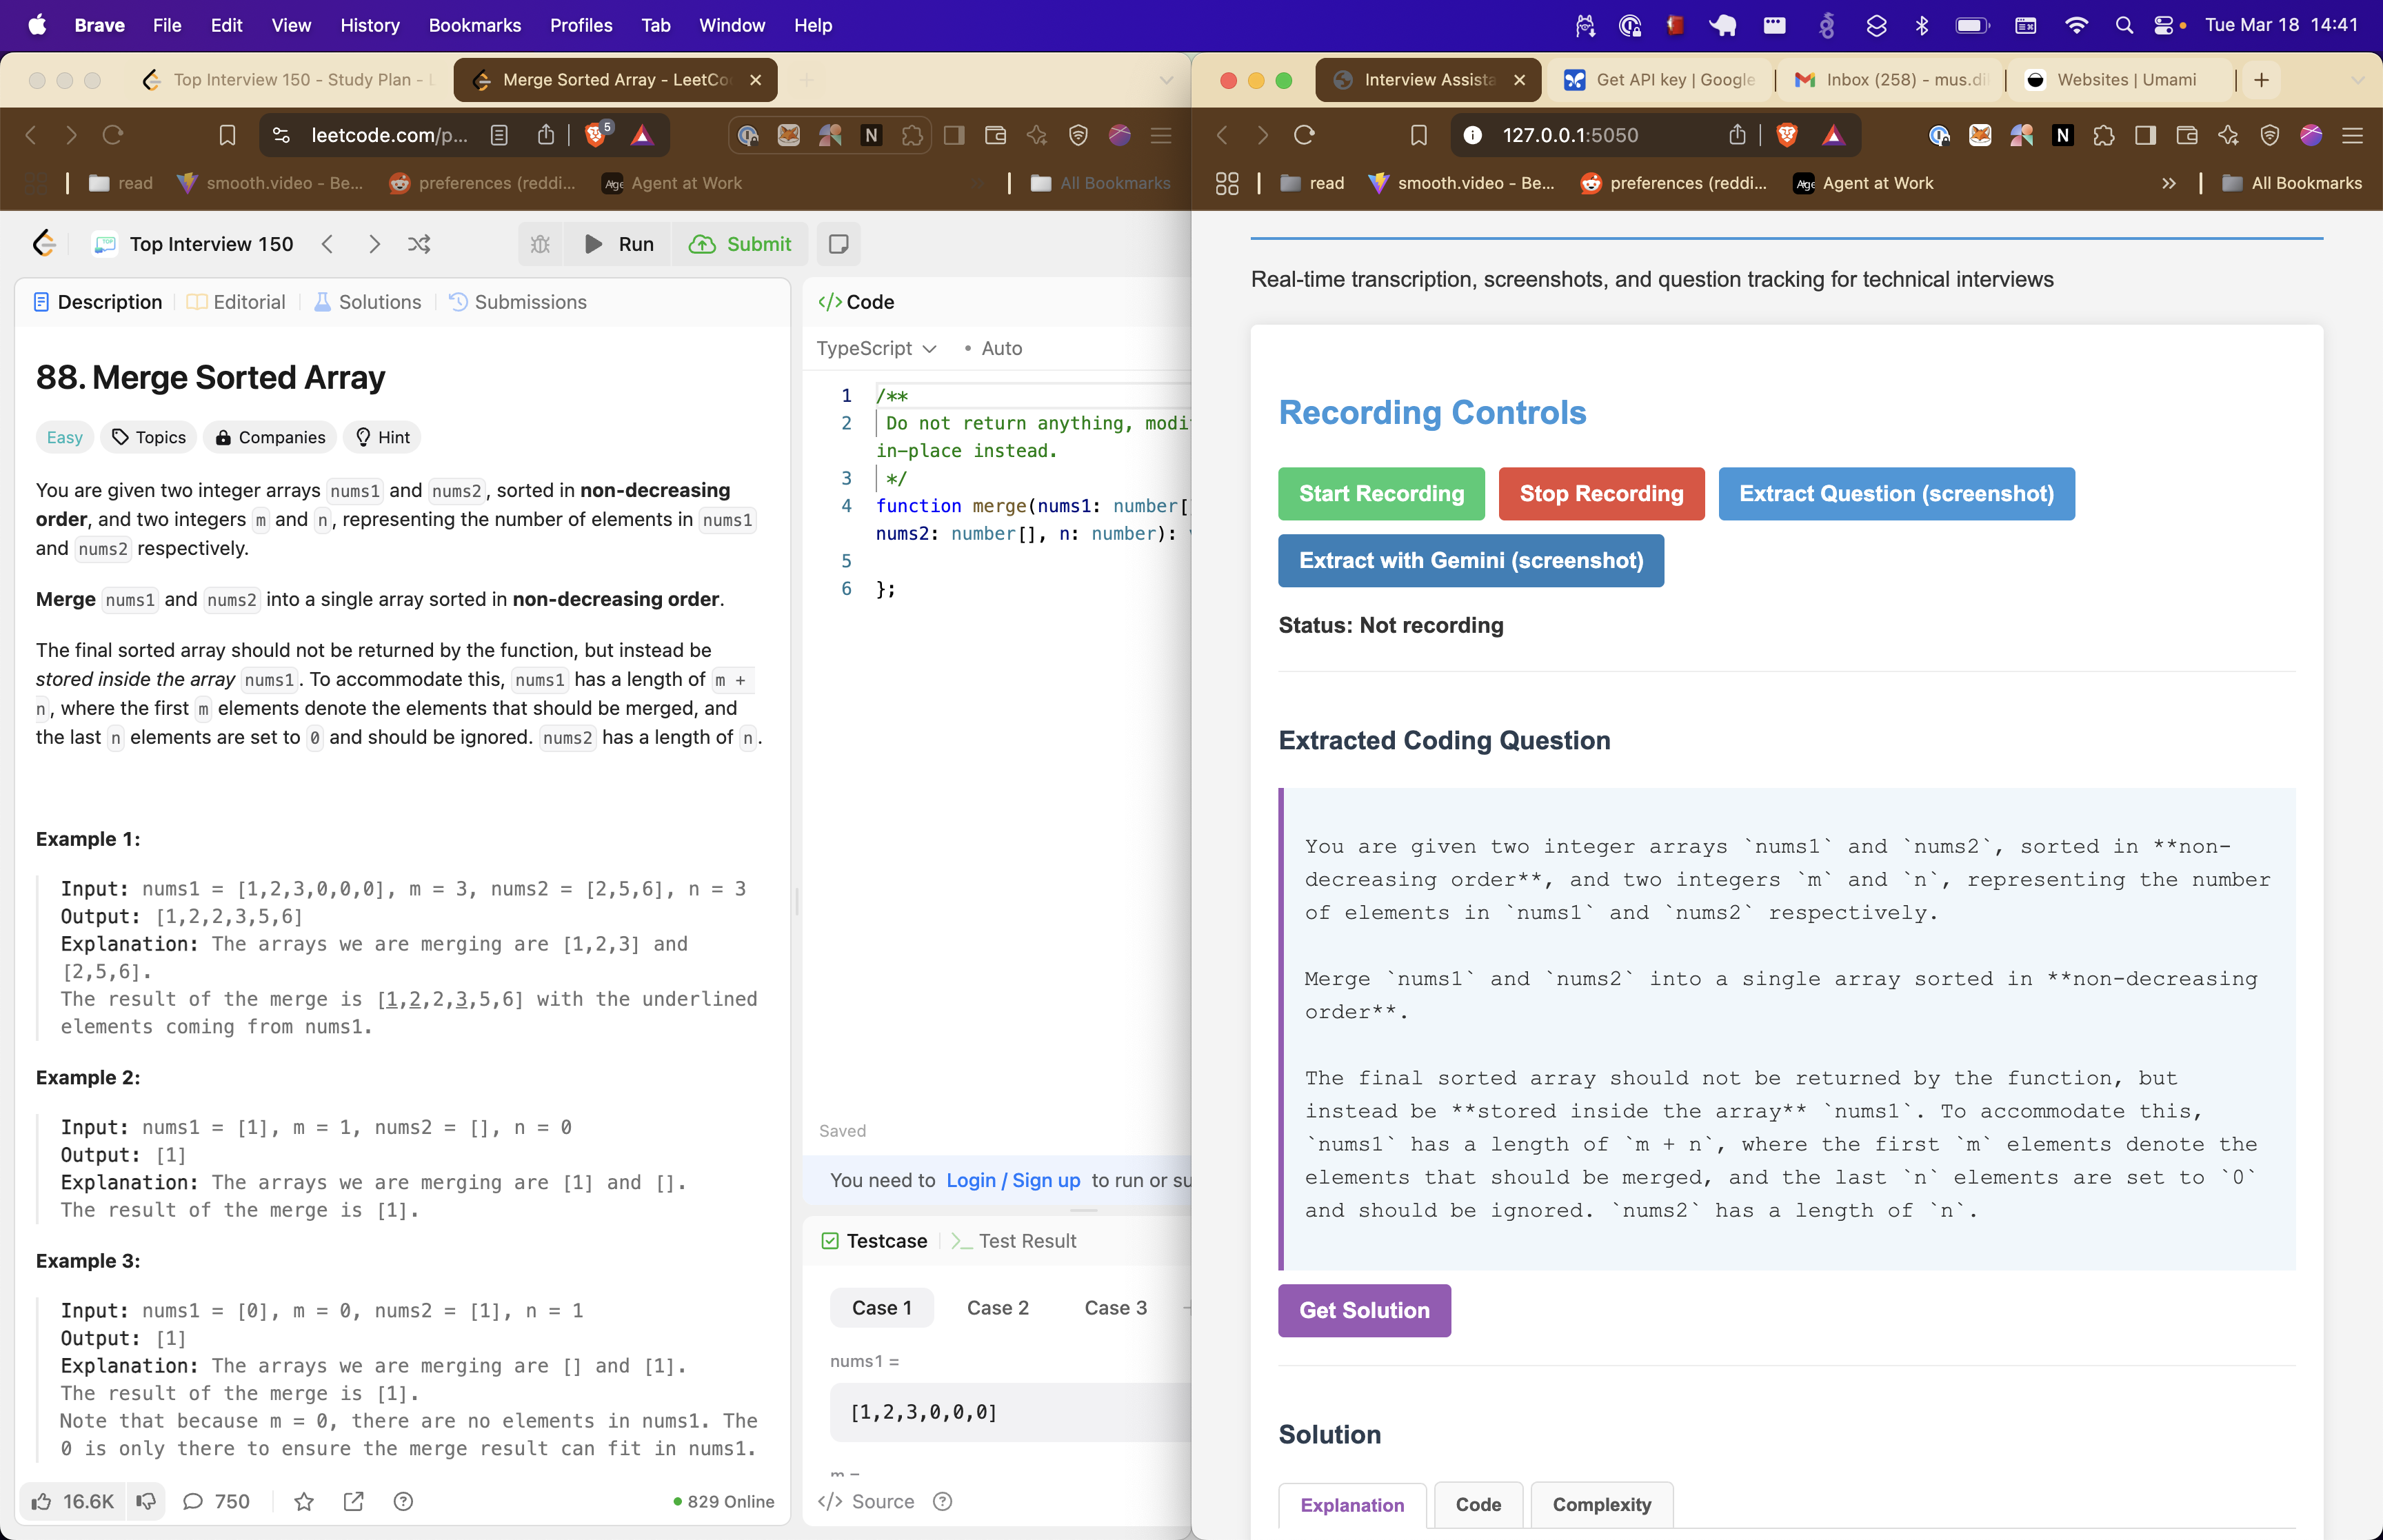 Brave File Edit View History Bookmarks Profiles Tab Window Help
Tue Mar 18 14:41
Top Interview 150 - Study Plan - L
Merge Sorted Array - LeetCo
leetcode.com/p...
5
read
smooth.video - Be...
preferences (reddi...
Agent at Work
All Bookmarks
Top Interview 150
Run
Submit
Description
Editorial
Solutions
Submissions
88. Merge Sorted Array
Easy
Topics
Companies
Hint
You are given two integer arrays nums1 and nums2, sorted in non-decreasing
order, and two integers m and n, representing the number of elements in nums1
and nums2 respectively.
Merge nums1 and nums2 into a single array sorted in non-decreasing order.
The final sorted array should not be returned by the function, but instead be
stored inside the array nums1. To accommodate this, nums1 has a length of m +
n, where the first m elements denote the elements that should be merged, and
the last n elements are set to 0 and should be ignored. nums2 has a length of n.
Example 1:
Input: nums1 = [1,2,3,0,0,0], m = 3, nums2 = [2,5,6], n = 3
Output: [1,2,2,3,5,6]
Explanation: The arrays we are merging are [1,2,3] and
[2,5,6].
The result of the merge is [1,2,2,3,5,6] with the underlined
elements coming from nums1.
Example 2:
Input: nums1 = [1], m = 1, nums2 = [], n = 0
Output: [1]
Explanation: The arrays we are merging are [1] and [].
The result of the merge is [1].
Example 3:
Input: nums1 = [0], m = 0, nums2 = [1], n = 1
Output: [1]
Explanation: The arrays we are merging are [] and [1].
The result of the merge is [1].
Note that because m = 0, there are no elements in nums1. The
0 is only there to ensure the merge result can fit in nums1.
16.6K
750
829 Online
</> Code
TypeScript
• Auto
1 /**
2 Do not return anything, modi
in-place instead.
3 */
4 function merge(nums1: number[
nums2: number[], n: number):
5
6 };
Saved
You need to Login / Sign up to run or su
Testcase
Test Result
Case 1
Case 2
Case 3
nums1 =
[1,2,3,0,0,0]
m =
</> Source
Interview Assista
Get API key | Google
Inbox (258) - mus.di
Websites | Umami
127.0.0.1:5050
read
smooth.video - Be...
preferences (reddi...
Agent at Work
All Bookmarks
Real-time transcription, screenshots, and question tracking for technical interviews
Recording Controls
Start Recording
Stop Recording
Extract Question (screenshot)
Extract with Gemini (screenshot)
Status: Not recording
Extracted Coding Question
You are given two integer arrays `nums1` and `nums2`, sorted in **non-
decreasing order**, and two integers `m` and `n`, representing the number
of elements in `nums1` and `nums2` respectively.
Merge `nums1` and `nums2` into a single array sorted in **non-decreasing
order**.
The final sorted array should not be returned by the function, but
instead be **stored inside the array** `nums1`. To accommodate this,
`nums1` has a length of `m + n`, where the first `m` elements denote the
elements that should be merged, and the last `n` elements are set to `0`
and should be ignored. `nums2` has a length of `n`.
Get Solution
Solution
Explanation
Code
Complexity